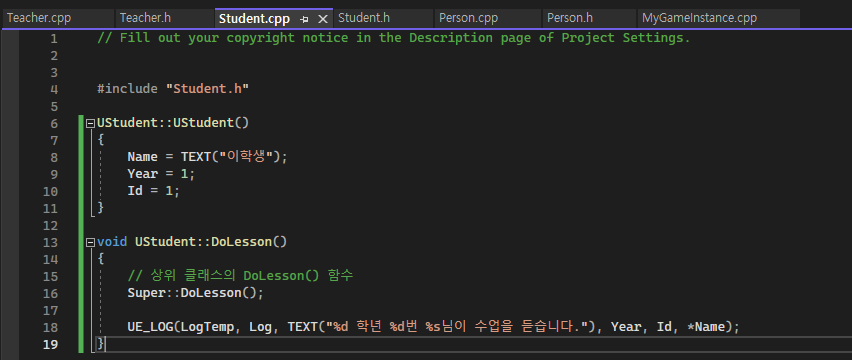 Teacher.cpp Teacher.h Student.cpp Student.h Person.cpp Person.h MyGameInstance.cpp
1 // Fill out your copyright notice in the Description page of Project Settings.
2
3
4 #include "Student.h"
5
6 UStudent::UStudent()
7 {
8 Name = TEXT("이학생");
9 Year = 1;
10 Id = 1;
11 }
12
13 void UStudent::DoLesson()
14 {
15 // 상위 클래스의 DoLesson() 함수
16 Super::DoLesson();
17
18 UE_LOG(LogTemp, Log, TEXT("%d 학년 %d번 %s님이 수업을 듣습니다."), Year, Id, *Name);
19 }